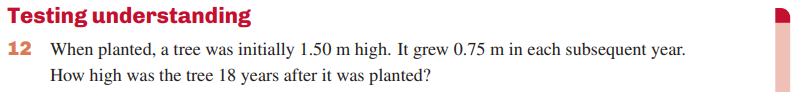 Testing understanding
12 When planted, a tree was initially 1.50 m high. It grew 0.75 m in each subsequent year.
How high was the tree 18 years after it was planted?